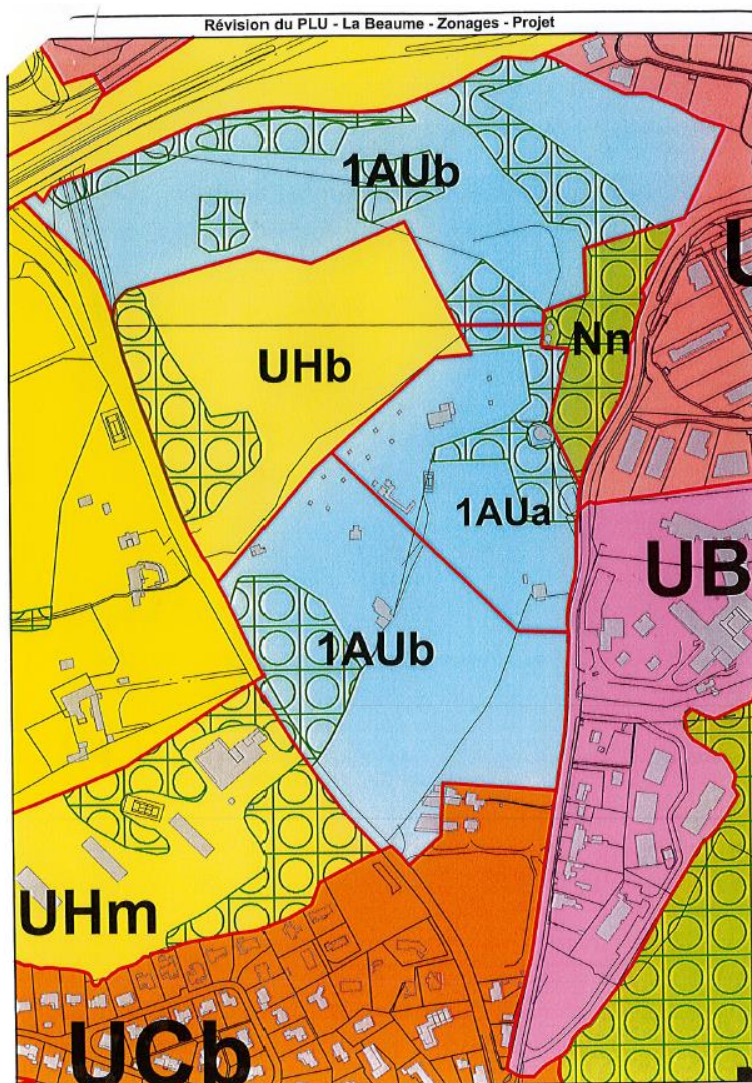 Révision du PLU - La Beaume - Zonages - Projet
1AUb
U
Nn
UHb
1AUa
UB
1AUb
UHm
UCb